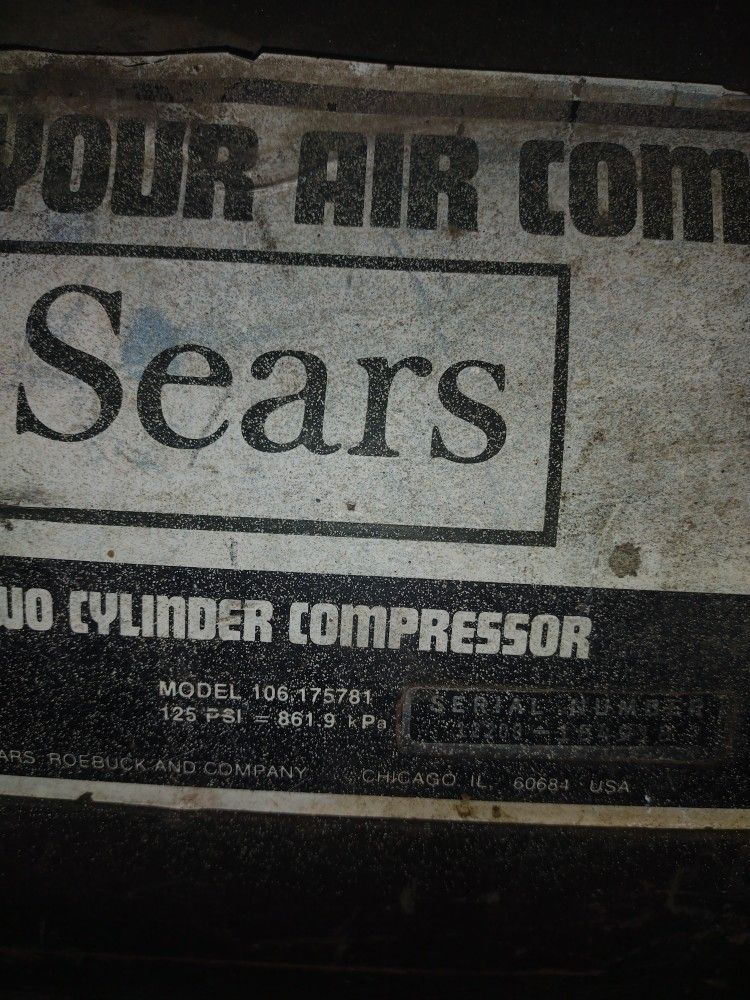 YOUR AIR COM
Sears
WO CYLINDER COMPRESSOR
MODEL 106.175781
125 PSI = 861.9 kPa
SERIAL NUMBER
ARS ROEBUCK AND COMPANY CHICAGO IL 60684 USA